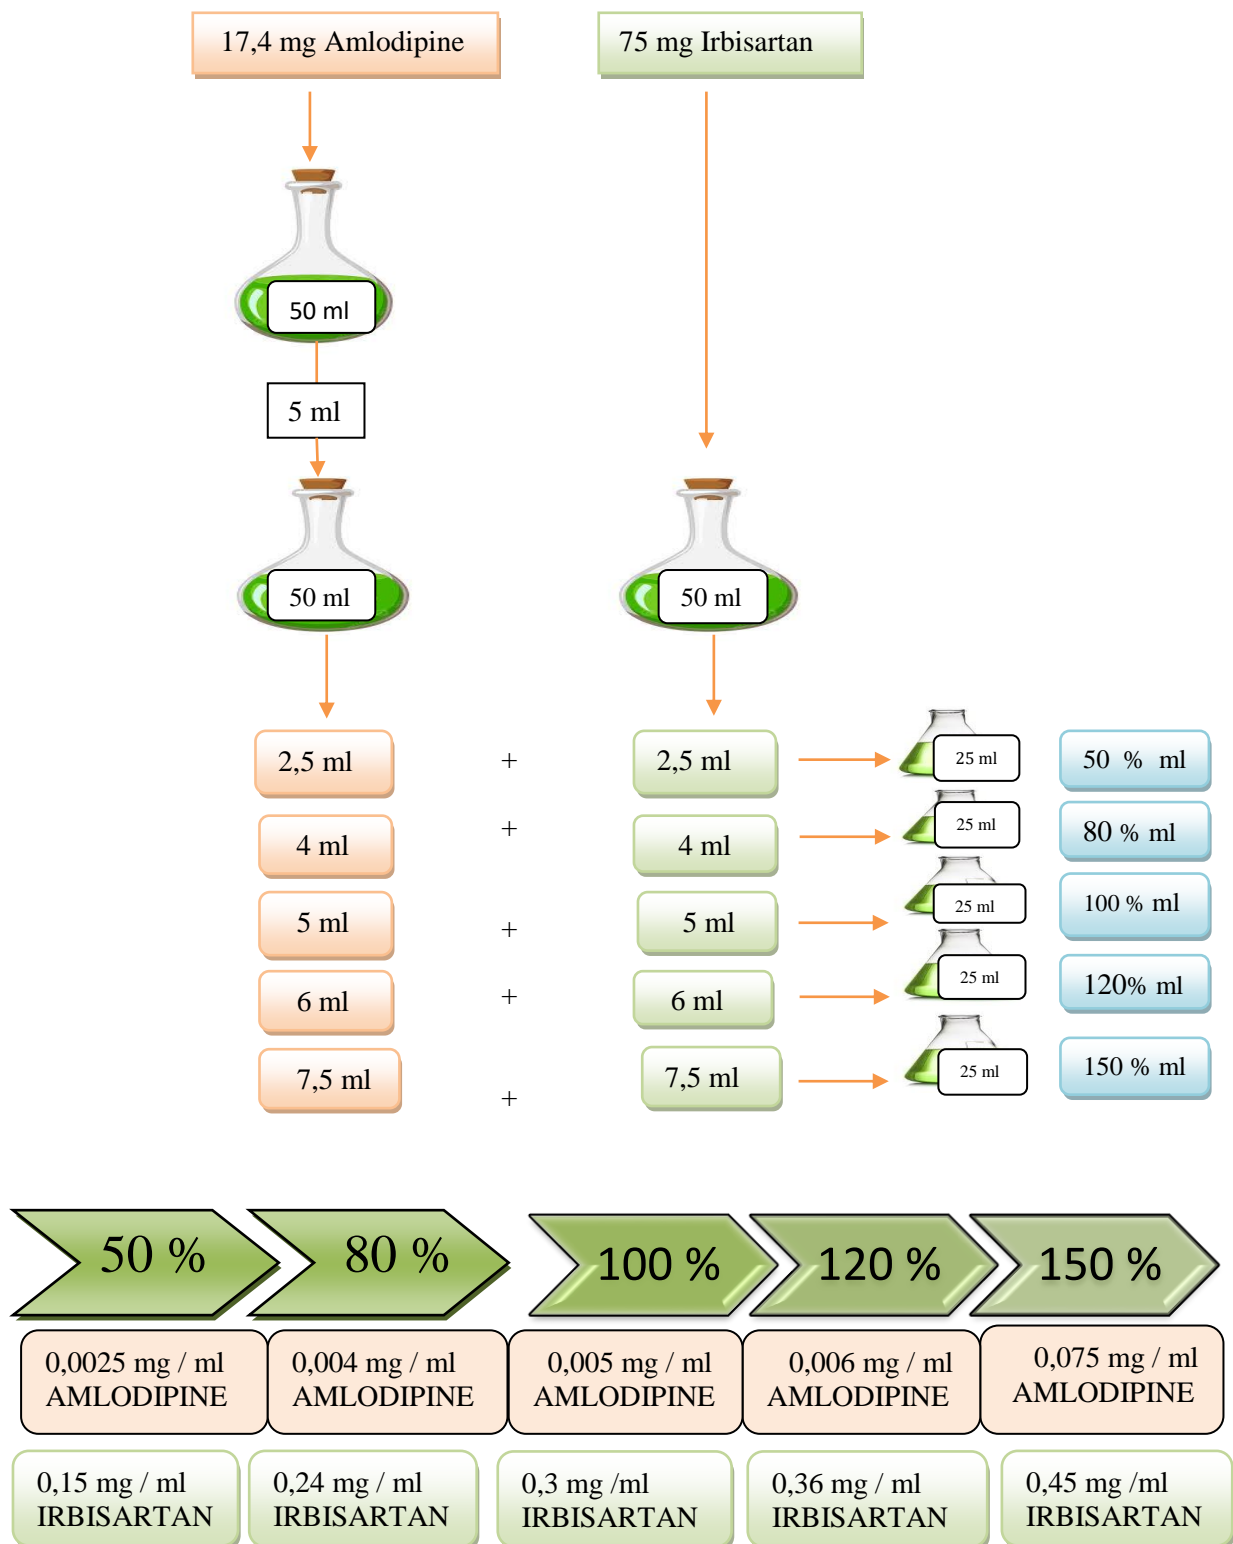 17,4 mg Amlodipine
75 mg Irbisartan
50 ml
5 ml
50 ml
50 ml
2,5 ml + 2,5 ml 25 ml 50 % ml
4 ml + 4 ml 25 ml 80 % ml
5 ml + 5 ml 25 ml 100 % ml
6 ml + 6 ml 25 ml 120% ml
7,5 ml + 7,5 ml 25 ml 150 % ml
50 %
80 %
100 %
120 %
150 %
0,0025 mg / ml
AMLODIPINE
0,004 mg / ml
AMLODIPINE
0,005 mg / ml
AMLODIPINE
0,006 mg / ml
AMLODIPINE
0,075 mg / ml
AMLODIPINE
0,15 mg / ml
IRBISARTAN
0,24 mg / ml
IRBISARTAN
0,3 mg /ml
IRBISARTAN
0,36 mg / ml
IRBISARTAN
0,45 mg /ml
IRBISARTAN